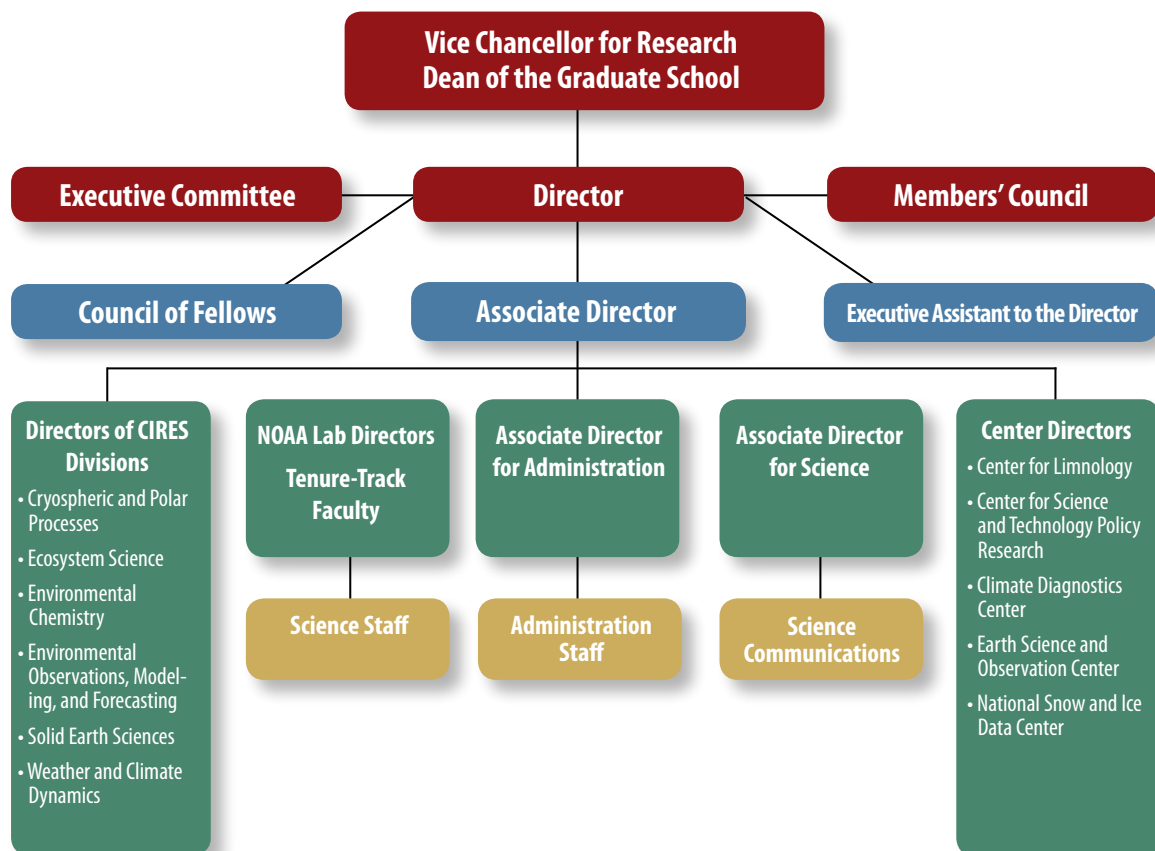 Vice Chancellor for Research
Dean of the Graduate School
Executive Committee
Director
Members’ Council
Council of Fellows
Associate Director
Executive Assistant to the Director
Directors of CIRES
Divisions
• Cryospheric and Polar
Processes
• Ecosystem Science
• Environmental
Chemistry
• Environmental
Observations, Model-
ing, and Forecasting
• Solid Earth Sciences
• Weather and Climate
Dynamics
NOAA Lab Directors
Tenure-Track
Faculty
Science Staff
Associate Director
for Administration
Administration
Staff
Associate Director
for Science
Science
Communications
Center Directors
• Center for Limnology
• Center for Science
and Technology Policy
Research
• Climate Diagnostics
Center
• Earth Science and
Observation Center
• National Snow and Ice
Data Center